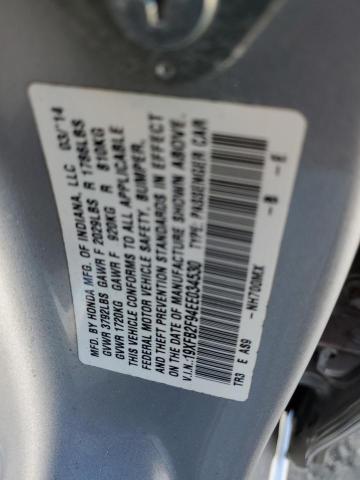 MFD. BY HONDA MFG. OF INDIANA, LLC 03/'14
GVWR 3792LBS GAWR F 2029LBS R 1786LBS
GVWR 1720KG GAWR F 920KG R 810KG
THIS VEHICLE CONFORMS TO ALL APPLICABLE
FEDERAL MOTOR VEHICLE SAFETY, BUMPER,
AND THEFT PREVENTION STANDARDS IN EFFECT
ON THE DATE OF MANUFACTURE SHOWN ABOVE.
V.I.N.:19XFB2F94EE034530 TYPE: PASSENGER CAR
TR3 E AS9 -NH700MX -B